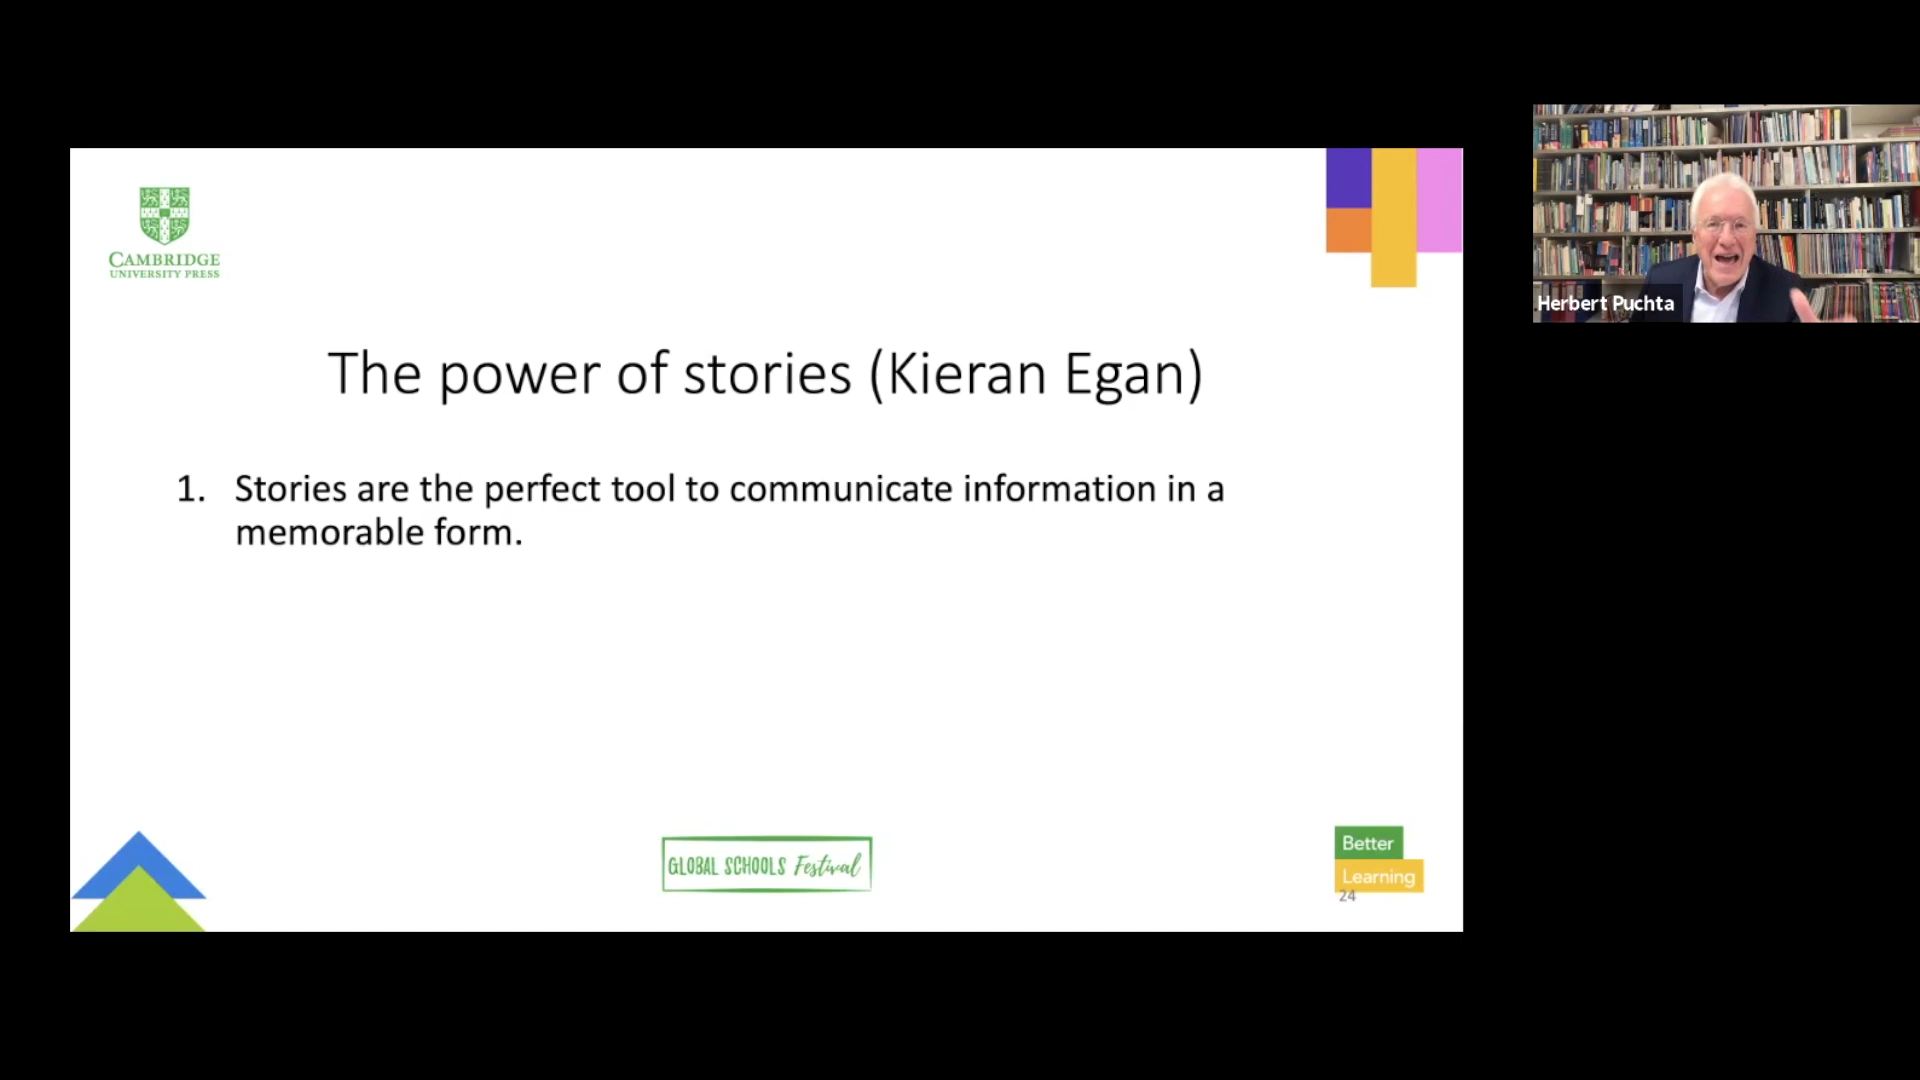 CAMBRIDGE
UNIVERSITY PRESS
Herbert Puchta
The power of stories (Kieran Egan)
1. Stories are the perfect tool to communicate information in a
memorable form.
GLOBAL SCHOOLS Festival
Better
Learning
24